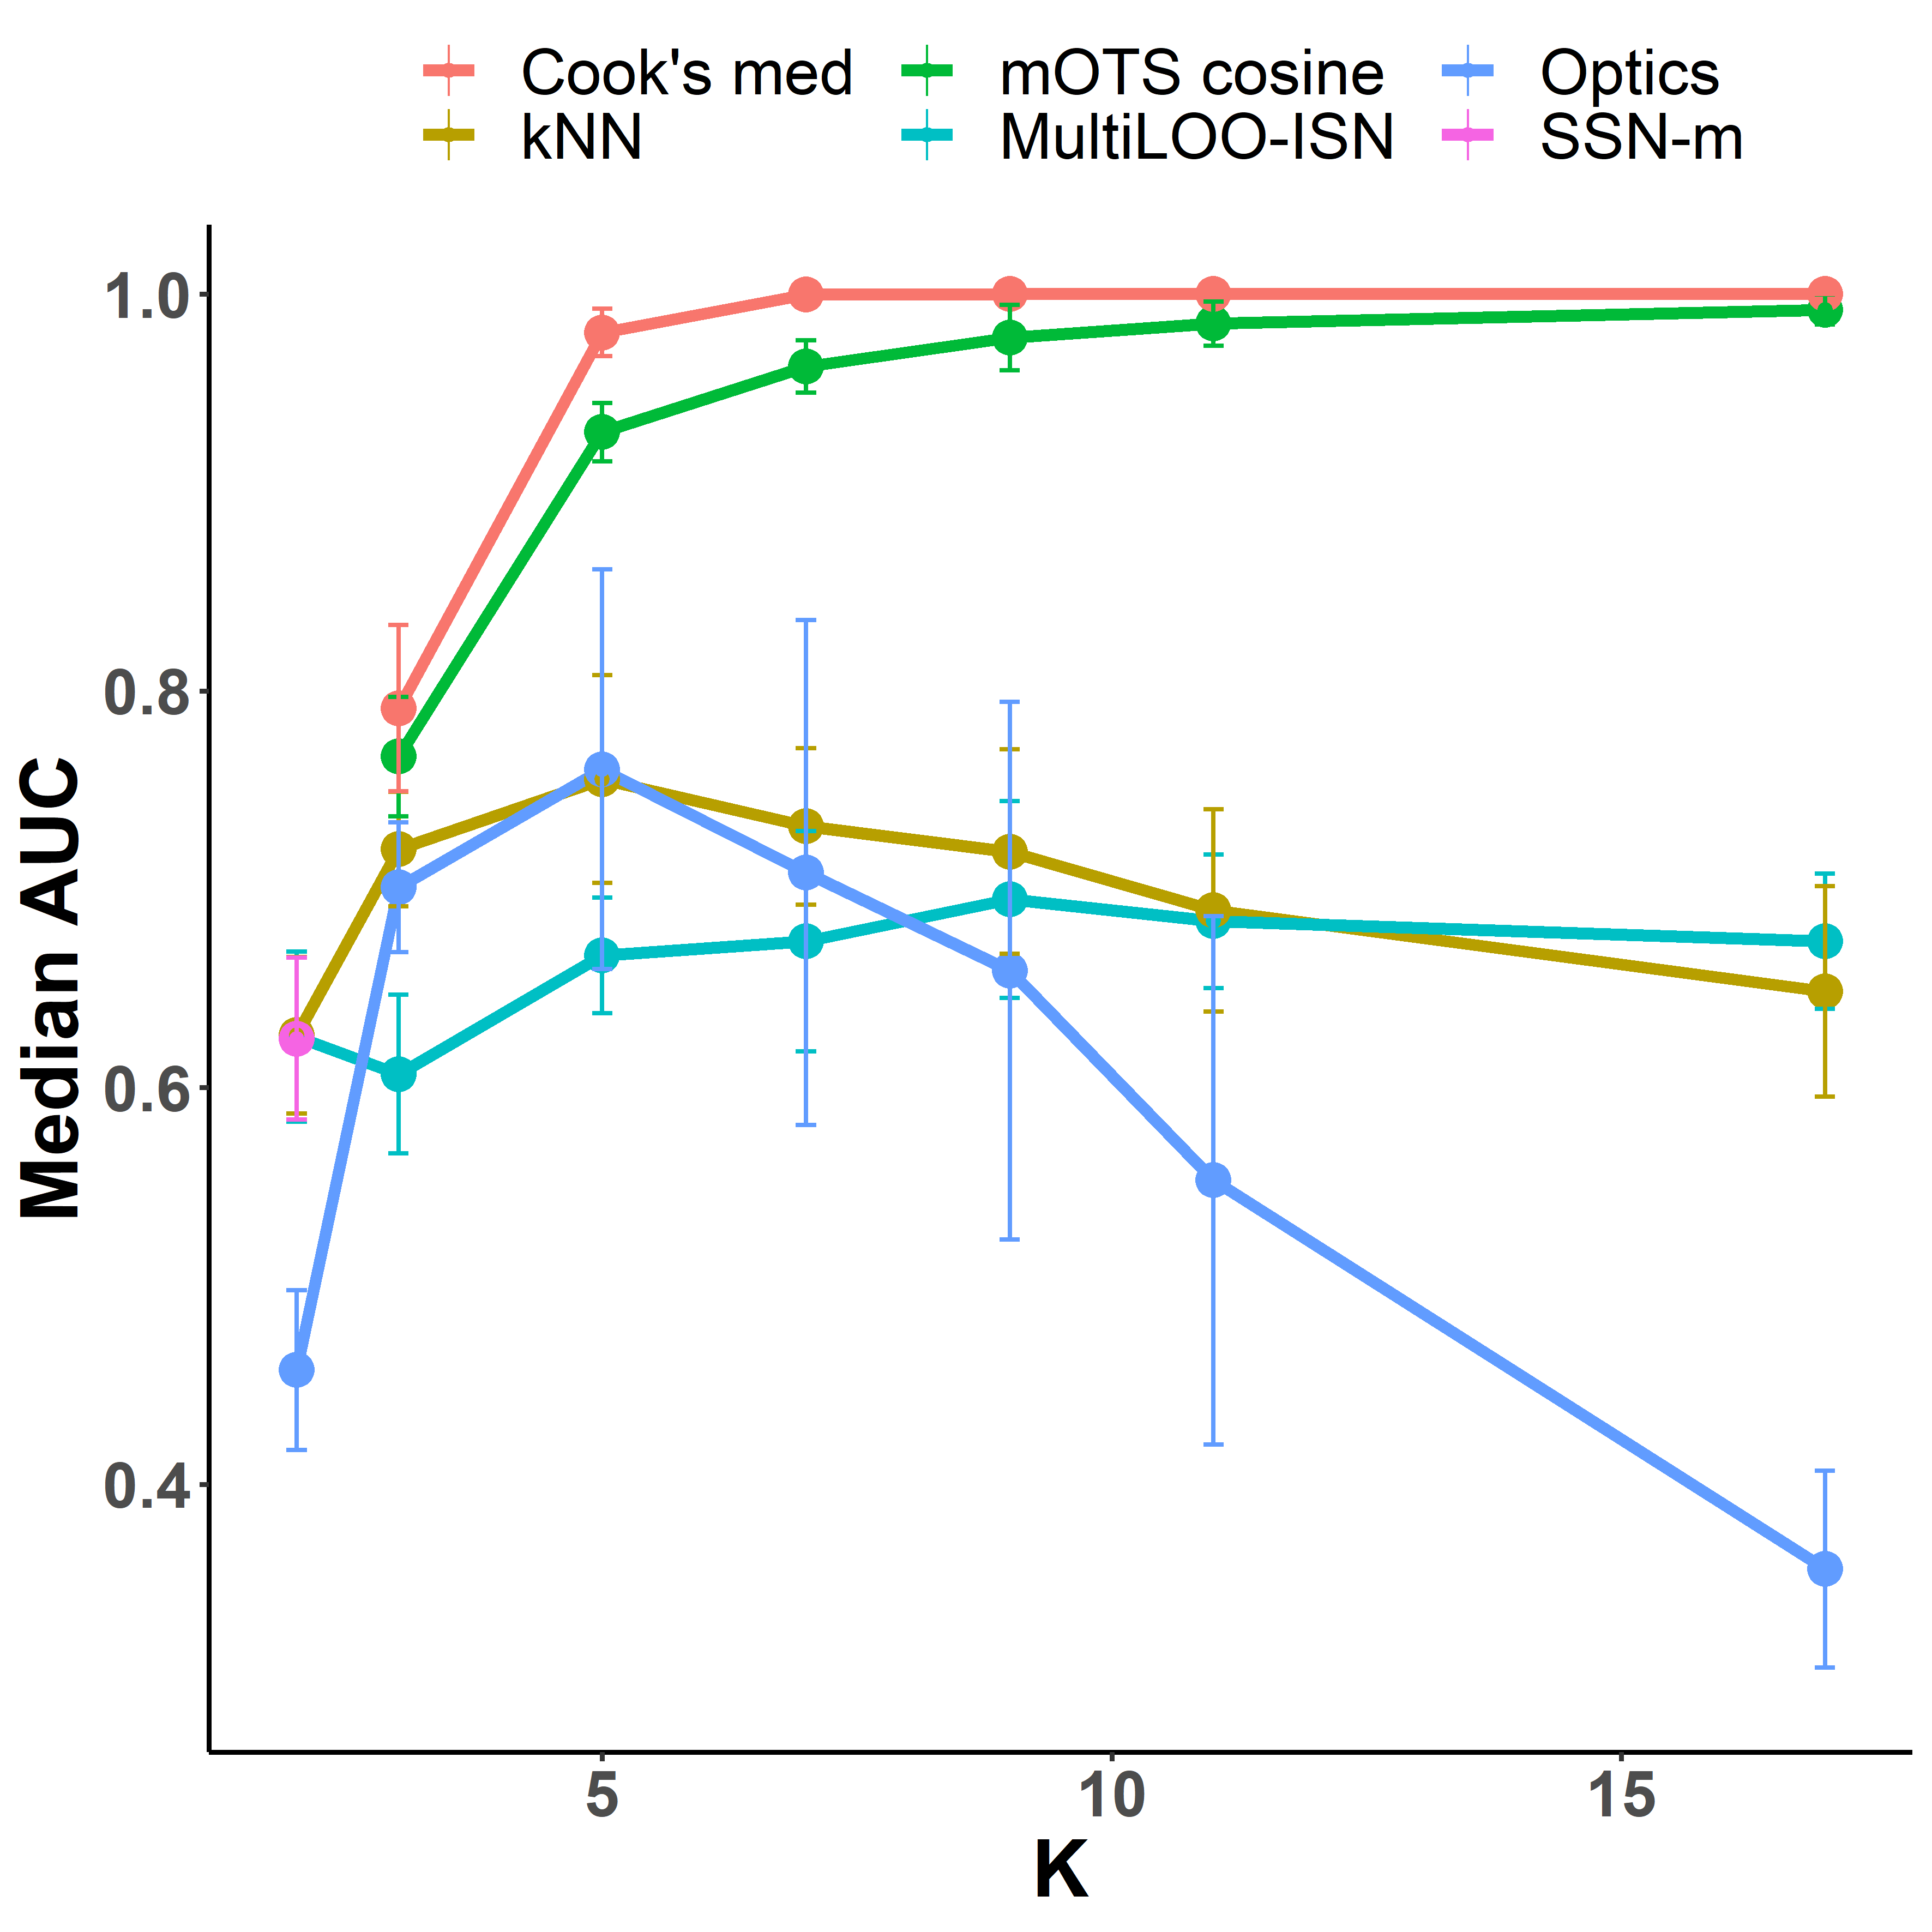 Cook's med mOTS cosine Optics
kNN MultiLOO-ISN SSN-m
1.0
0.8
0.6
0.4
Median AUC
5 10 15
K